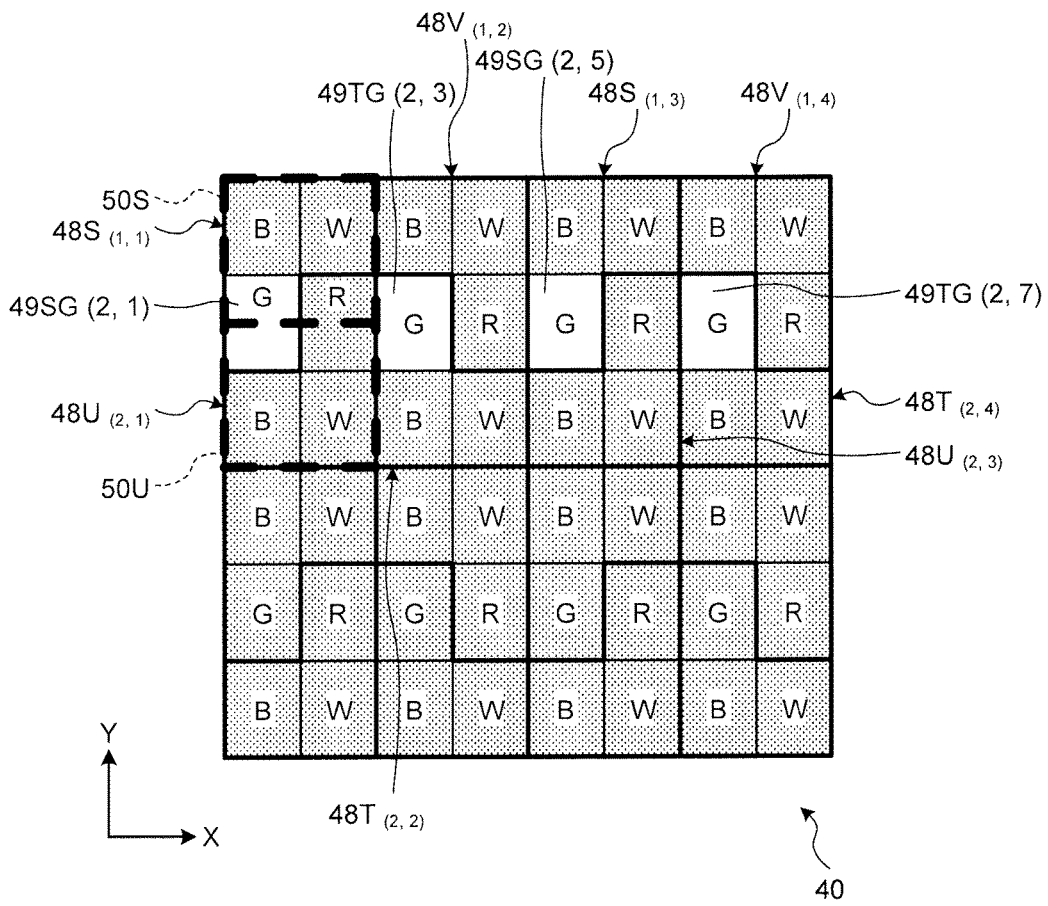 48V (1, 2)
49SG (2, 5)
49TG (2, 3)
48S (1, 3)
48V (1, 4)
50S
48S (1, 1)
B W B W B W B W
49SG (2, 1)
G R G R G R G R
49TG (2, 7)
48U (2, 1)
B W B W B W B W
48T (2, 4)
48U (2, 3)
50U
B W B W B W B W
G R G R G R G R
B W B W B W B W
Y
X
48T (2, 2)
40